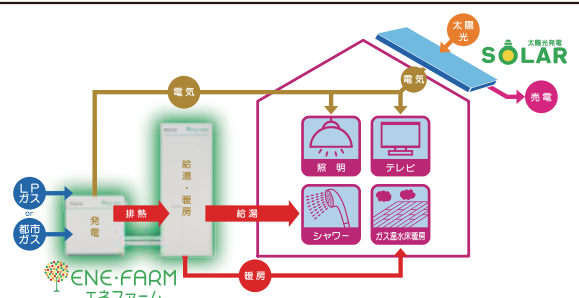 太陽
光
太陽光発電
SOLAR
電気
電気
売電
照明
テレビ
給湯・暖房
LP
ガス
or
都市
ガス
発電
排熱
給湯
シャワー
ガス温水床暖房
暖房
ENE・FARM
エネファーム